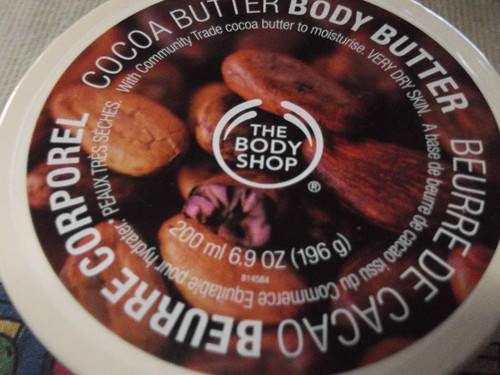 COCOA BUTTER BODY BUTTER
With Community Trade cocoa butter to moisturise. VERY DRY SKIN.
THE
BODY
SHOP
®
200 ml 6.9 OZ (196 g)
814564
BEURRE DE CACAO BEURRE CORPOREL
A base de beurre de cacao issu du Commerce Equitable pour hydrater. PEAUX TRÈS SÈCHES.